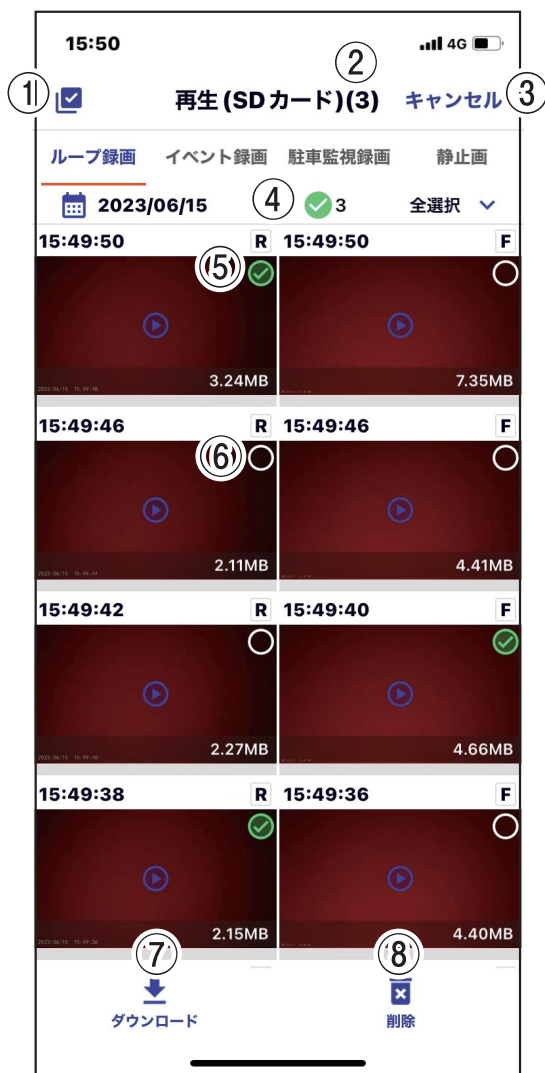 15:50 4G
②
① 再生(SDカード)(3) キャンセル ③
ループ録画 イベント録画 駐車監視録画 静止画
2023/06/15 ④ 3 全選択
15:49:50 R 15:49:50 F
⑤
3.24MB 7.35MB
15:49:46 R 15:49:46 F
⑥
2.11MB 4.41MB
15:49:42 R 15:49:40 F
2.27MB 4.66MB
15:49:38 R 15:49:36 F
2.15MB 4.40MB
⑦ ⑧
ダウンロード 削除